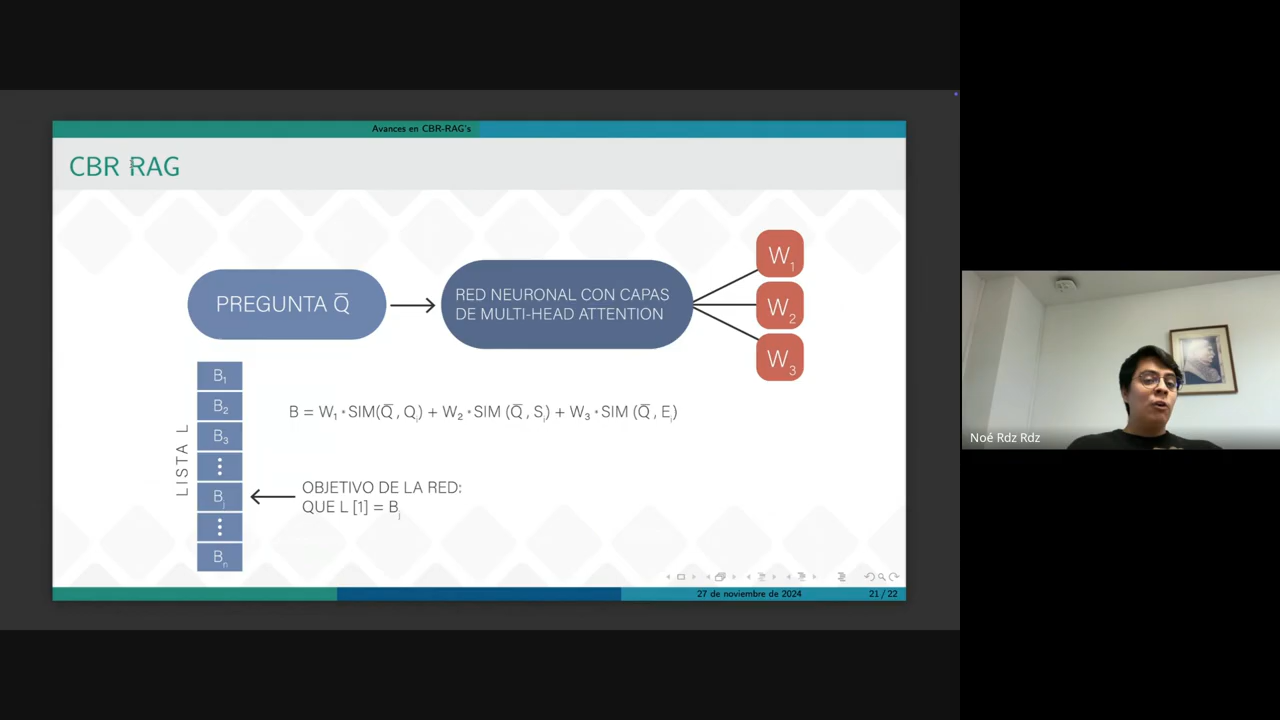 Avances en CBR-RAG's
CBR RAG
PREGUNTA Q̅
RED NEURONAL CON CAPAS
DE MULTI-HEAD ATTENTION
W₁
W₂
W₃
LISTA L
B₁
B₂
B₃
⋮
Bⱼ
⋮
Bₙ
B = W₁*SIM(Q̅, Qᵢ) + W₂*SIM (Q̅, Sᵢ) + W₃*SIM (Q̅, Eᵢ)
OBJETIVO DE LA RED:
QUE L [1] = Bⱼ
27 de noviembre de 2024
21 / 22
Noé Rdz Rdz